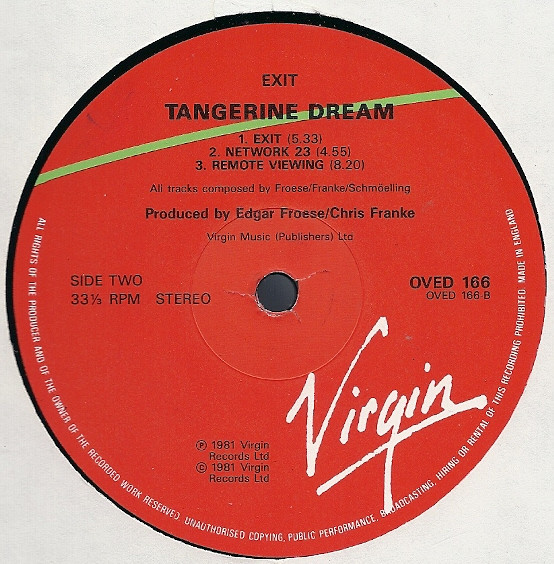 EXIT
TANGERINE DREAM
1. EXIT (5.33)
2. NETWORK 23 (4.55)
3. REMOTE VIEWING (8.20)
All tracks composed by Froese/Franke/Schmöelling
Produced by Edgar Froese/Chris Franke
Virgin Music (Publishers) Ltd
SIDE TWO
33⅓ RPM STEREO
OVED 166
OVED 166-B
Virgin
℗ 1981 Virgin
Records Ltd
© 1981 Virgin
Records Ltd
ALL RIGHTS OF THE PRODUCER AND OF THE OWNER OF THE RECORDED WORK RESERVED. UNAUTHORISED COPYING, PUBLIC PERFORMANCE, BROADCASTING, HIRING OR RENTAL OF THIS RECORDING PROHIBITED. MADE IN ENGLAND